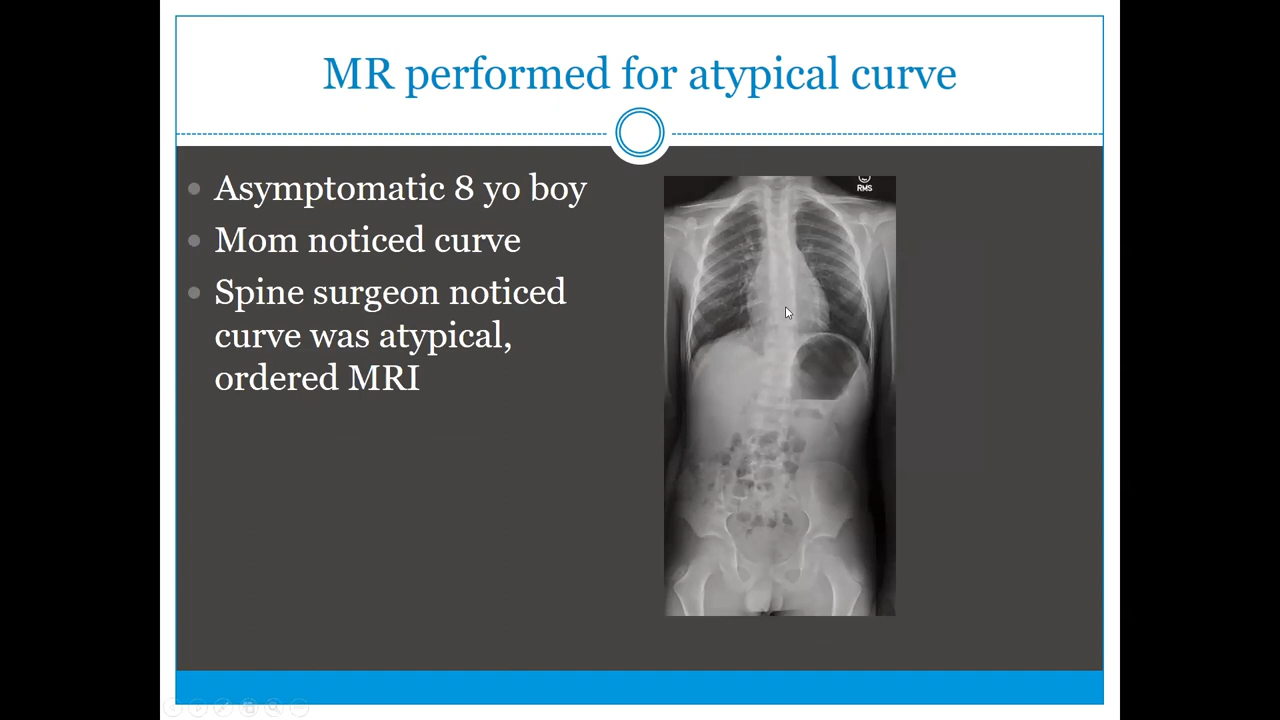 MR performed for atypical curve
Asymptomatic 8 yo boy
Mom noticed curve
Spine surgeon noticed
curve was atypical,
ordered MRI
RMS